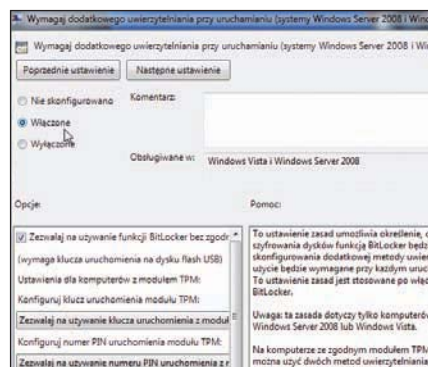 Wymagaj dodatkowego uwierzytelniania przy uruchamianiu (systemy Windows Server 2008 i Wind
Wymagaj dodatkowego uwierzytelniania przy uruchamianiu (systemy Windows Server 2008 i Wi
Poprzednie ustawienie
Następne ustawienie
Nie skonfigurowano
Komentarz:
Włączone
Wyłączone
Obsługiwane w:
Windows Vista i Windows Server 2008
Opcje:
Pomoc:
Zezwalaj na używanie funkcji BitLocker bez zgodn
(wymaga klucza uruchomienia na dysku flash USB)
Ustawienia dla komputerów z modułem TPM:
Konfiguruj klucz uruchomienia modułu TPM:
Zezwalaj na używanie klucza uruchomienia z moduł
Konfiguruj numer PIN uruchomienia modułu TPM:
Zezwalaj na używanie numeru PIN uruchomienia z r
To ustawienie zasad umożliwia określenie, c
szyfrowania dysków funkcją BitLocker będz
skonfigurowania dodatkowej metody uwier
użycie będzie wymagane przy każdym uruc
To ustawienie zasad jest stosowane po włąc
BitLocker.
Uwaga: ta zasada dotyczy tylko komputerów
Windows Server 2008 lub Windows Vista.
Na komputerze ze zgodnym modułem TPM
można użyć dwóch metod uwierzytelniania